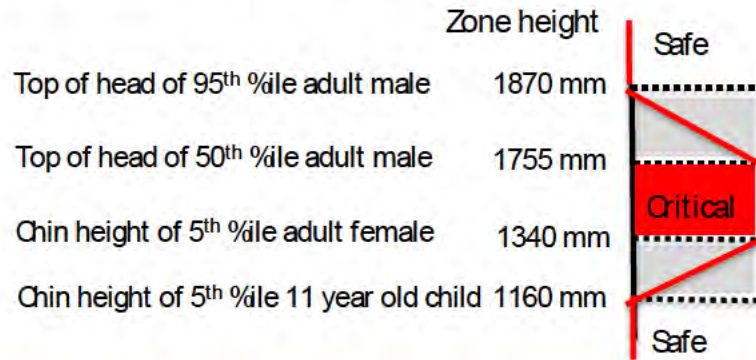 Zone height
Safe
Top of head of 95th %ile adult male 1870 mm
Top of head of 50th %ile adult male 1755 mm
Critical
Chin height of 5th %ile adult female 1340 mm
Chin height of 5th %ile 11 year old child 1160 mm
Safe